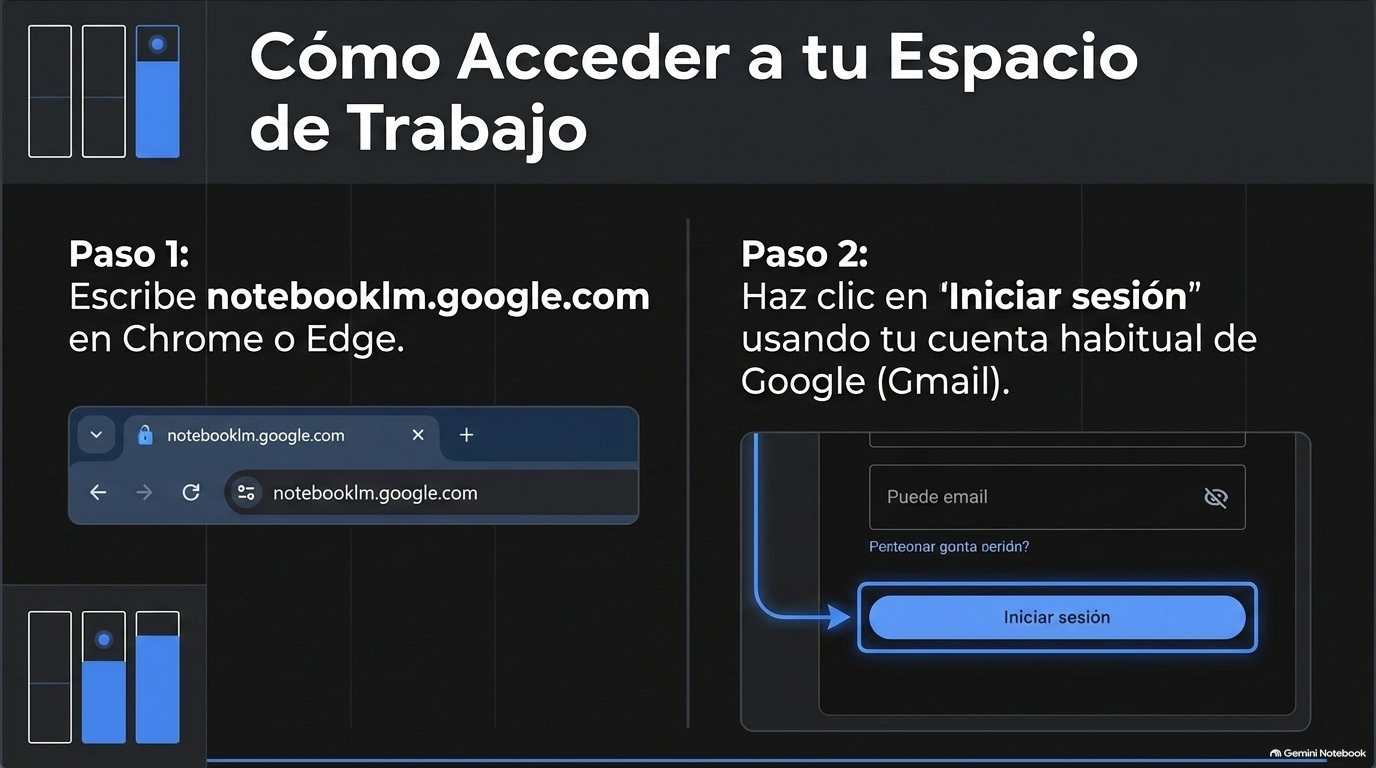 Cómo Acceder a tu Espacio
de Trabajo
Paso 1:
Escribe notebooklm.google.com
en Chrome o Edge.
notebooklm.google.com
notebooklm.google.com
Paso 2:
Haz clic en ‘Iniciar sesión”
usando tu cuenta habitual de
Google (Gmail).
Puede email
Penteonar gonta peridn?
Iniciar sesión
Gemini Notebook